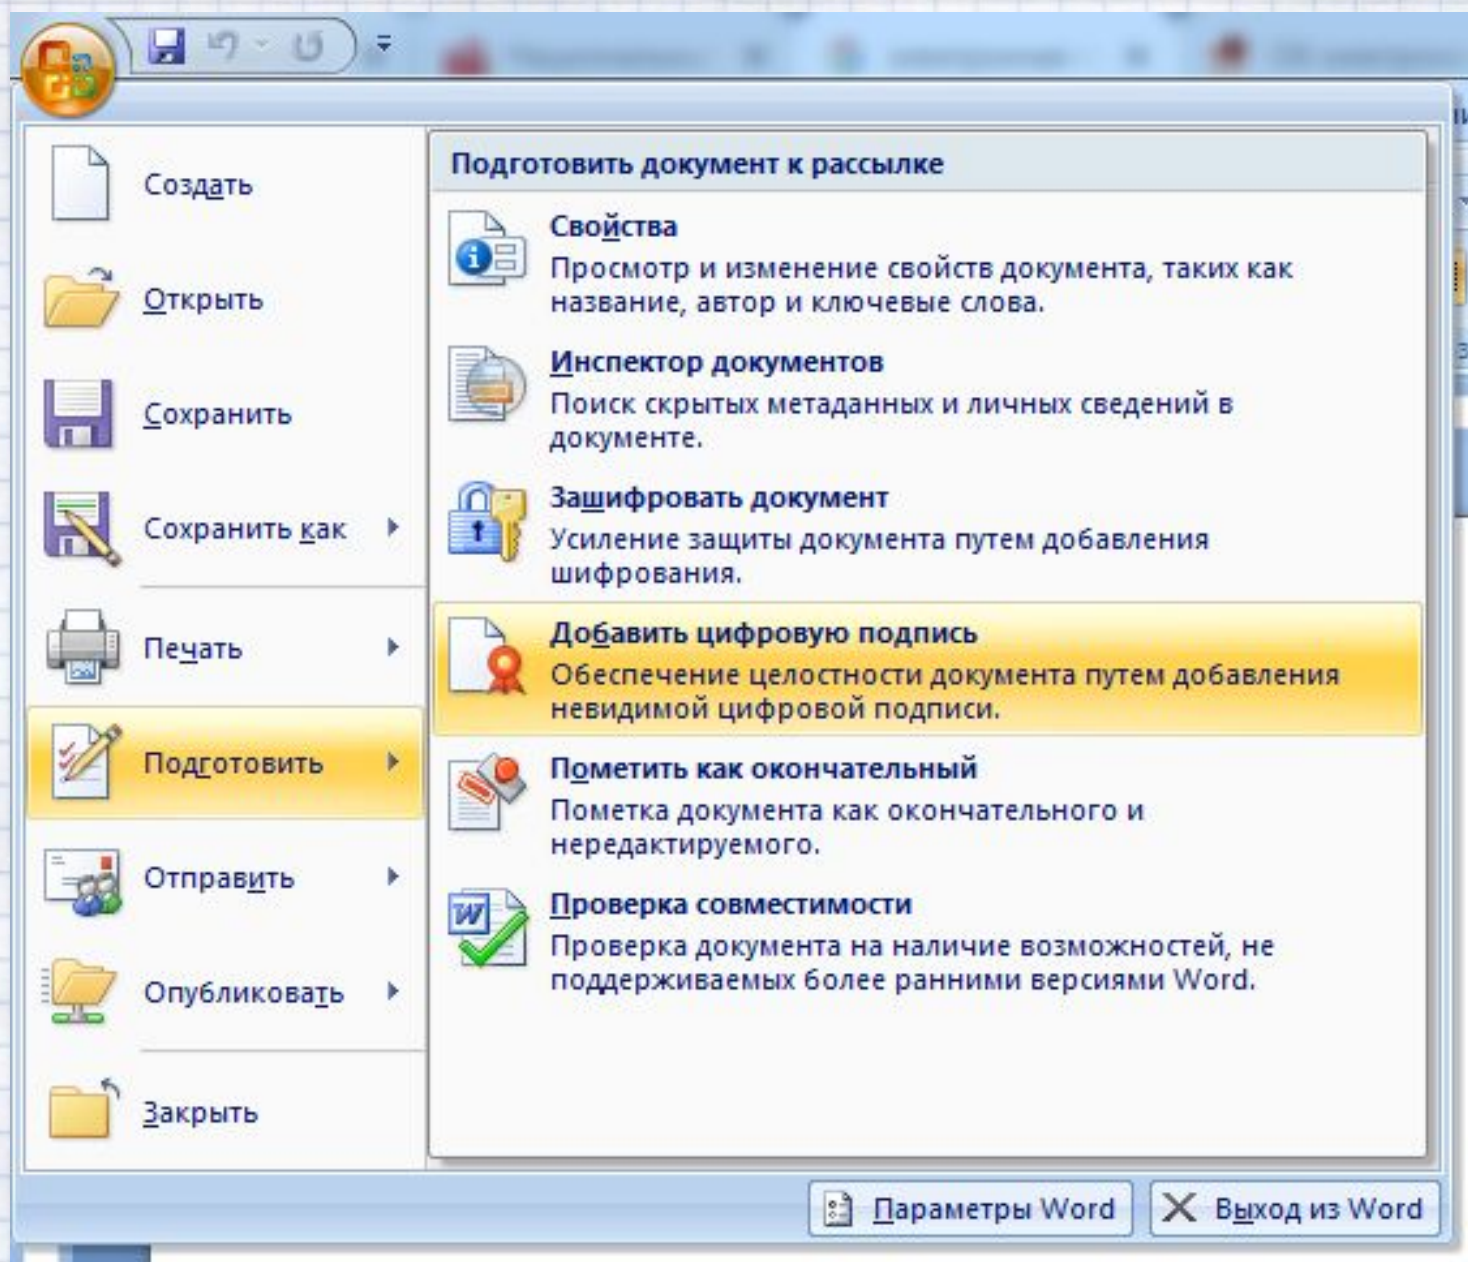 Создать
Открыть
Сохранить
Сохранить как
Печать
Подготовить
Отправить
Опубликовать
Закрыть
Подготовить документ к рассылке
Свойства
Просмотр и изменение свойств документа, таких как
название, автор и ключевые слова.
Инспектор документов
Поиск скрытых метаданных и личных сведений в
документе.
Зашифровать документ
Усиление защиты документа путем добавления
шифрования.
Добавить цифровую подпись
Обеспечение целостности документа путем добавления
невидимой цифровой подписи.
Пометить как окончательный
Пометка документа как окончательного и
нередактируемого.
Проверка совместимости
Проверка документа на наличие возможностей, не
поддерживаемых более ранними версиями Word.
Параметры Word
Выход из Word